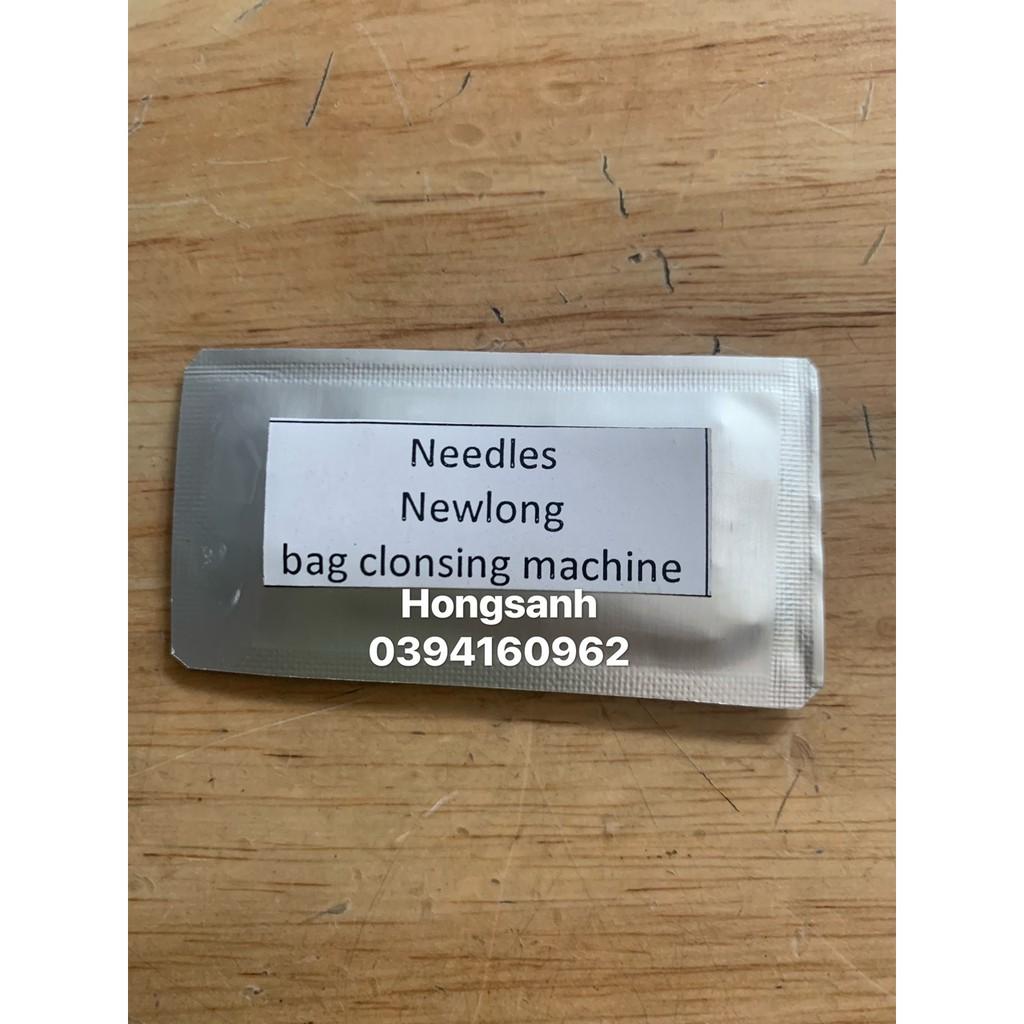 Needles
Newlong
bag clonsing machine
Hongsanh
0394160962